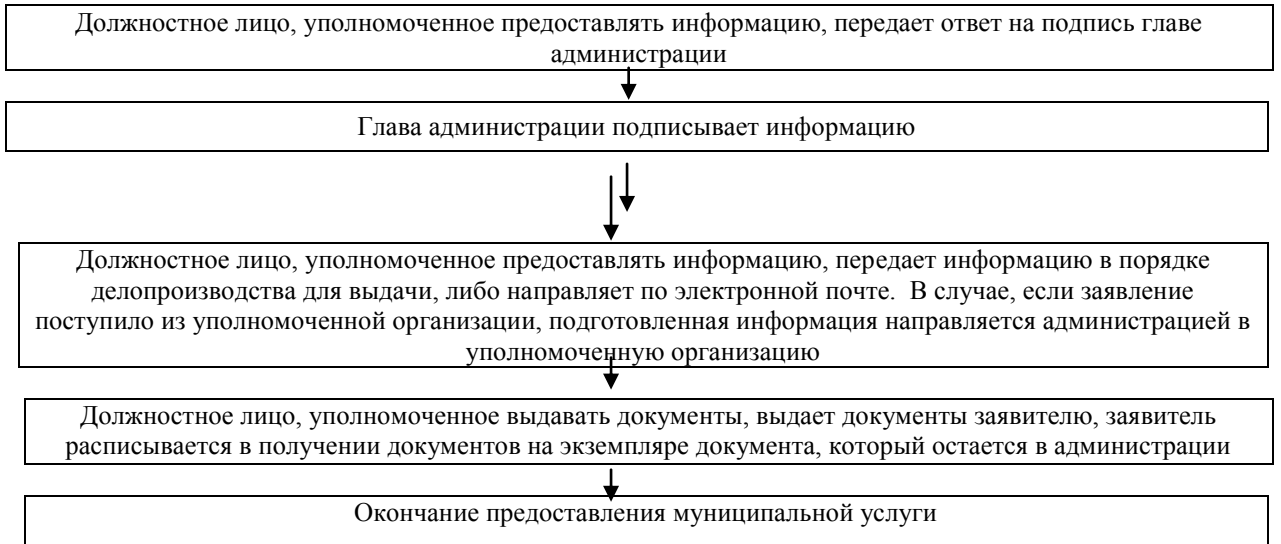 Должностное лицо, уполномоченное предоставлять информацию, передает ответ на подпись главе
администрации
Глава администрации подписывает информацию
Должностное лицо, уполномоченное предоставлять информацию, передает информацию в порядке
делопроизводства для выдачи, либо направляет по электронной почте. В случае, если заявление
поступило из уполномоченной организации, подготовленная информация направляется администрацией в
уполномоченную организацию
Должностное лицо, уполномоченное выдавать документы, выдает документы заявителю, заявитель
расписывается в получении документов на экземпляре документа, который остается в администрации
Окончание предоставления муниципальной услуги